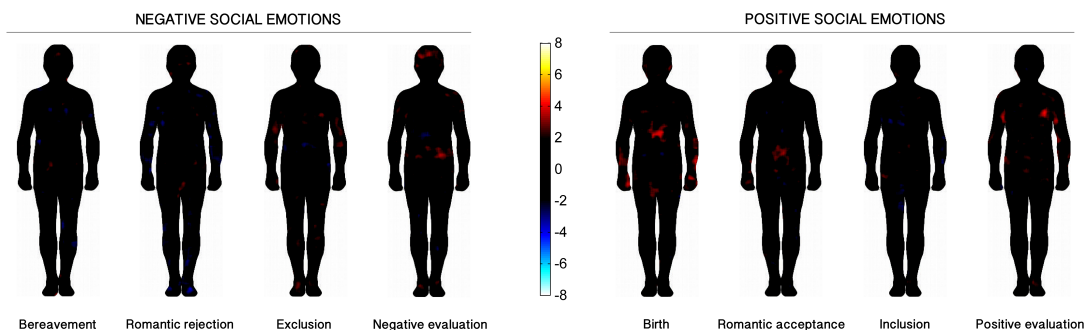 NEGATIVE SOCIAL EMOTIONS
POSITIVE SOCIAL EMOTIONS
8
6
4
2
0
-2
-4
-6
-8
Bereavement Romantic rejection Exclusion Negative evaluation
Birth Romantic acceptance Inclusion Positive evaluation